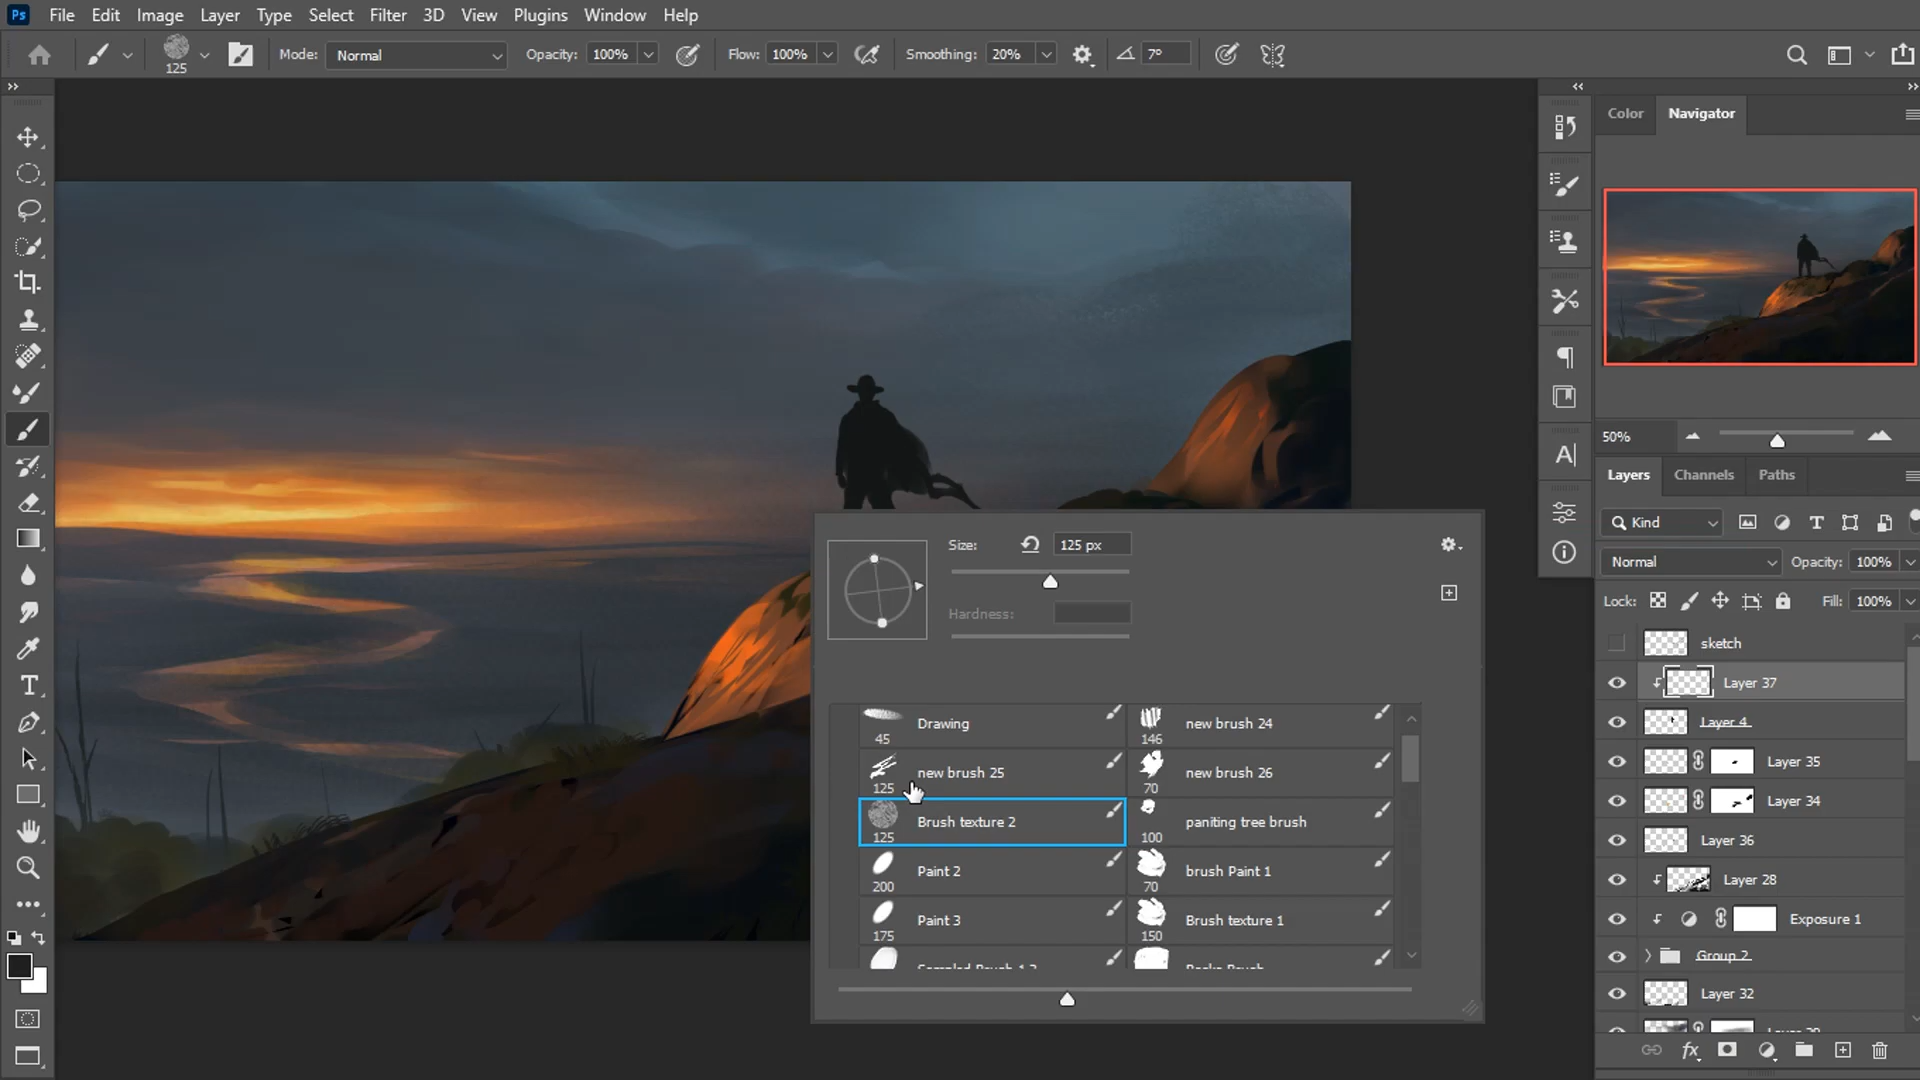 Ps File Edit Image Layer Type Select Filter 3D View Plugins Window Help
125 Mode: Normal Opacity: 100% Flow: 100% Smoothing: 20% 7°
Color Navigator
50%
Layers Channels Paths
Kind
Normal Opacity: 100%
Lock: Fill: 100%
sketch
Layer 37
Layer 4
Layer 35
Layer 34
Layer 36
Layer 28
Exposure 1
Group 2
Layer 32
Size: 125 px
Hardness:
Drawing 45
new brush 24 146
new brush 25 125
new brush 26 70
Brush texture 2 125
paniting tree brush 100
Paint 2 200
brush Paint 1 70
Paint 3 175
Brush texture 1 150